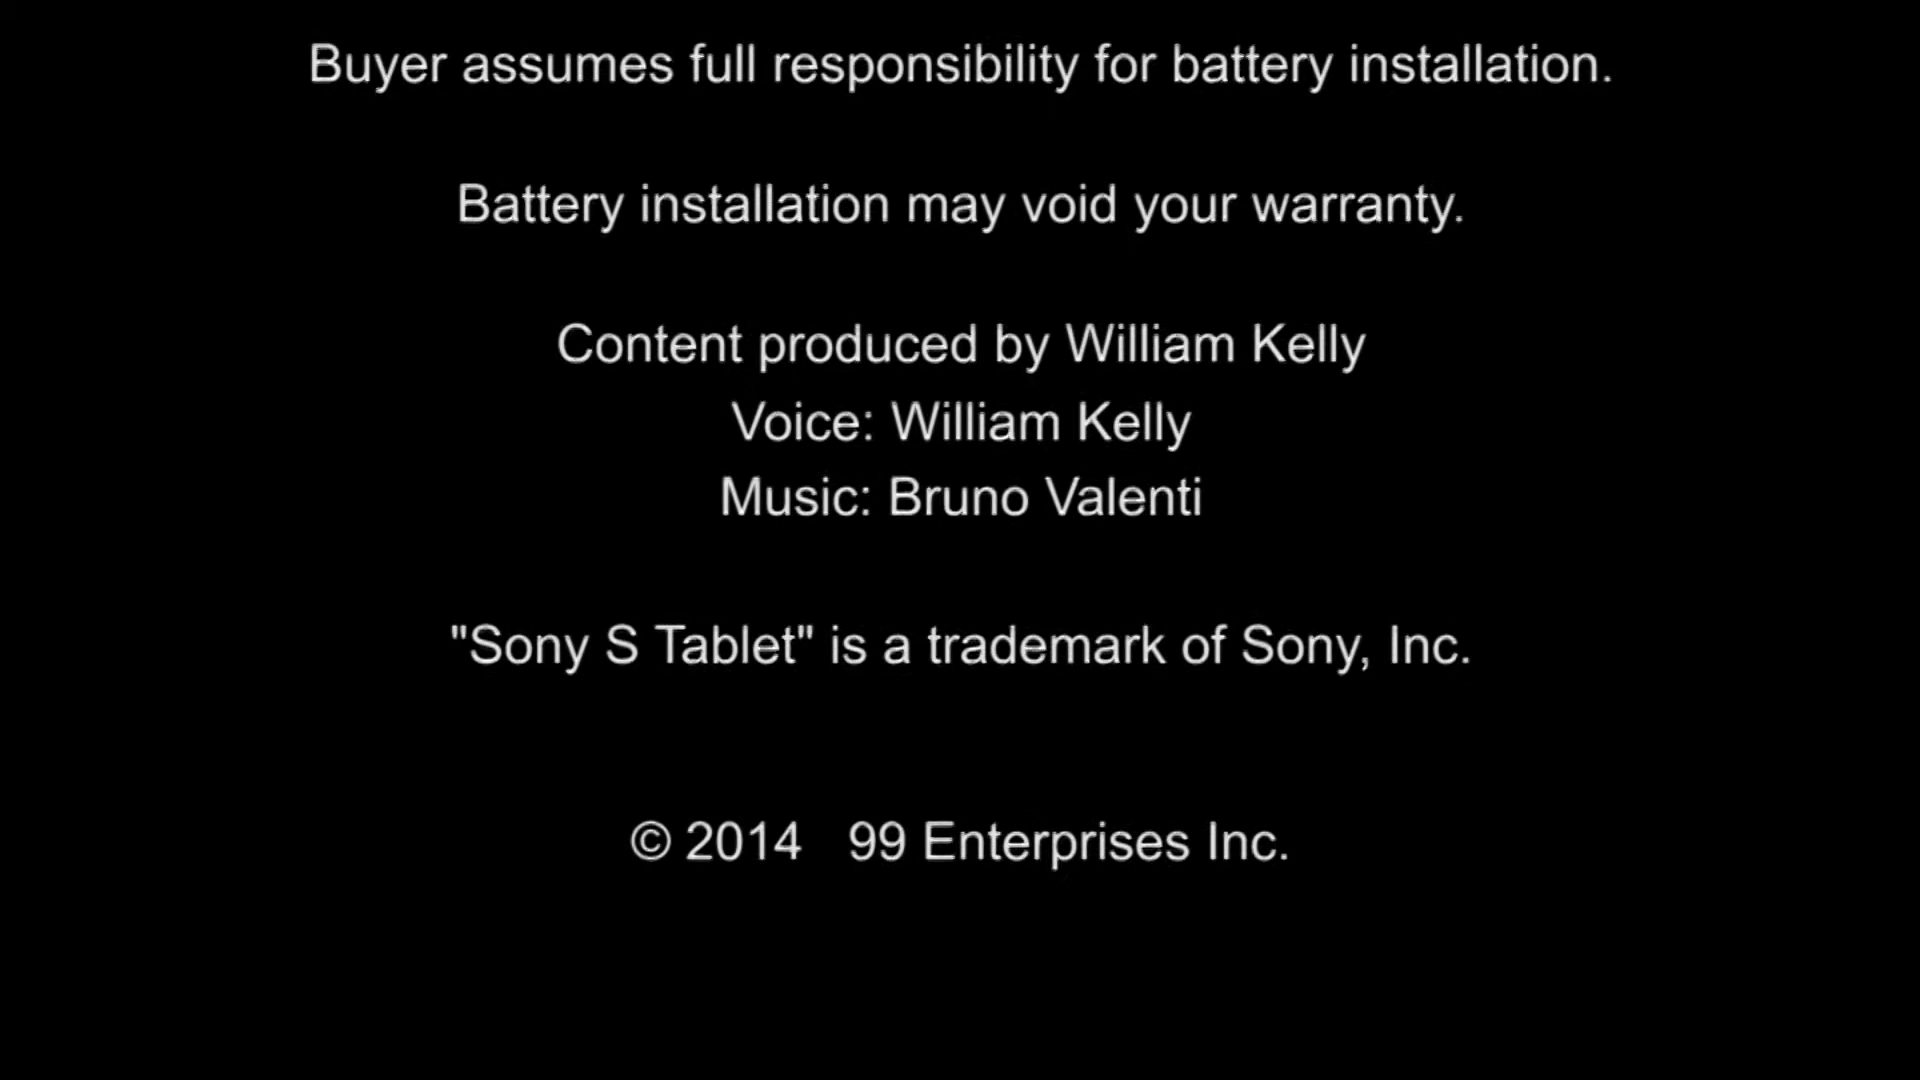 Buyer assumes full responsibility for battery installation.
Battery installation may void your warranty.
Content produced by William Kelly
Voice: William Kelly
Music: Bruno Valenti
"Sony S Tablet" is a trademark of Sony, Inc.
© 2014   99 Enterprises Inc.